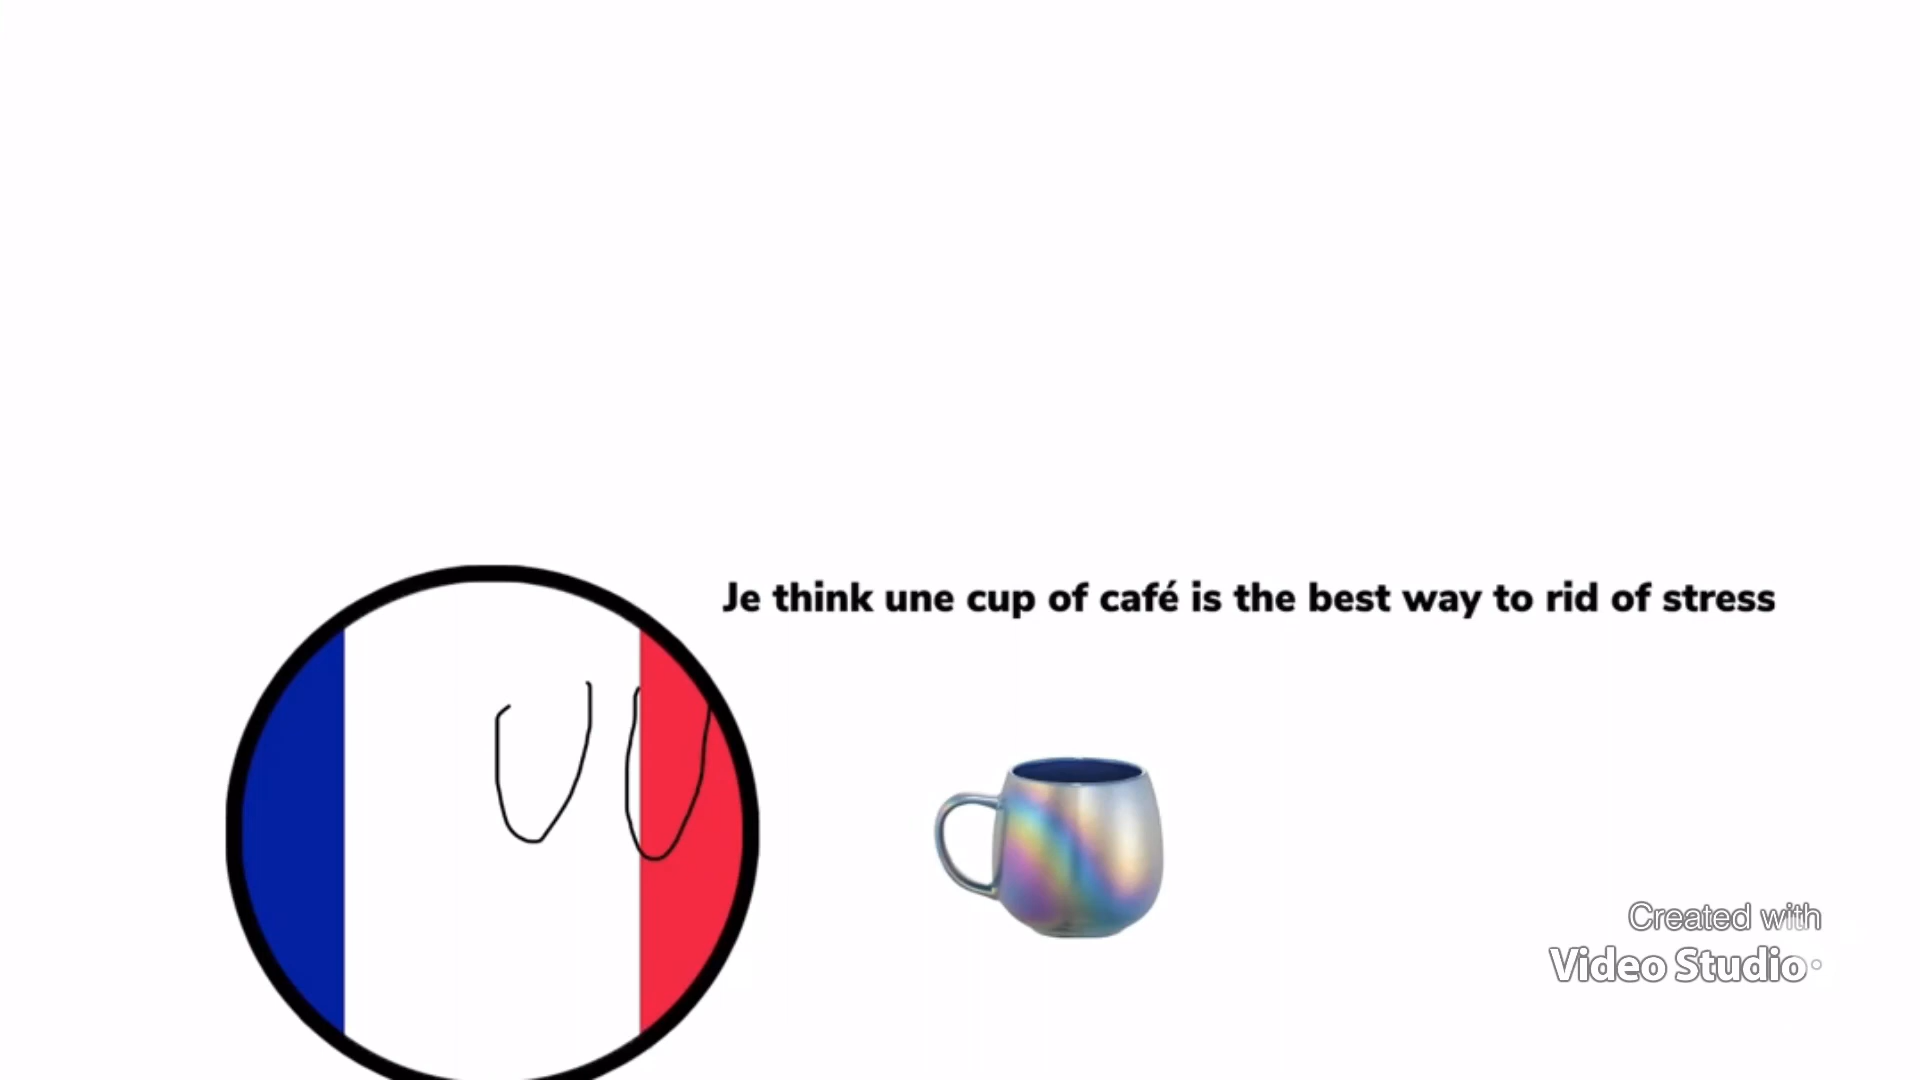 Je think une cup of café is the best way to rid of stress
Created with
Video Studio